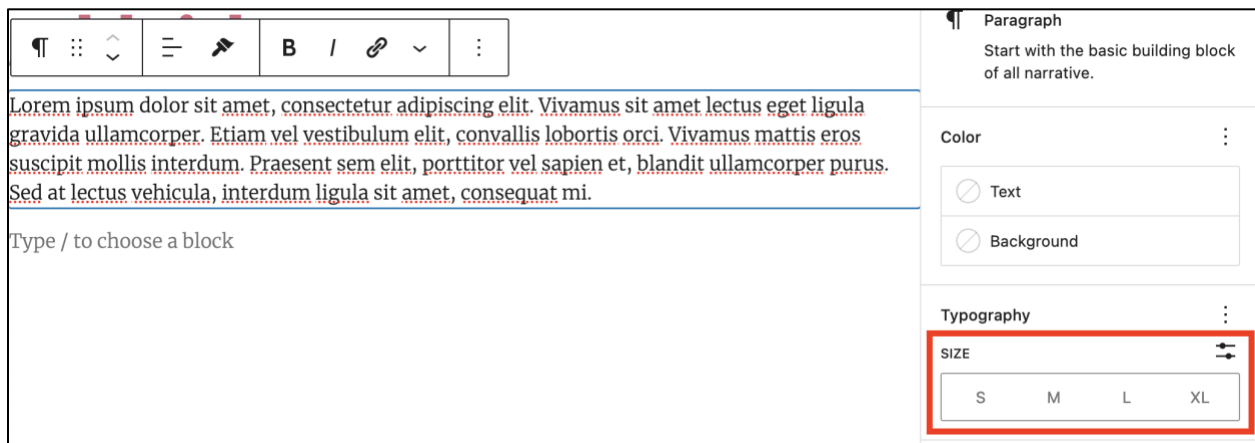 B I
Lorem ipsum dolor sit amet, consectetur adipiscing elit. Vivamus sit amet lectus eget ligula
gravida ullamcorper. Etiam vel vestibulum elit, convallis lobortis orci. Vivamus mattis eros
suscipit mollis interdum. Praesent sem elit, porttitor vel sapien et, blandit ullamcorper purus.
Sed at lectus vehicula, interdum ligula sit amet, consequat mi.
Type / to choose a block
Paragraph
Start with the basic building block
of all narrative.
Color
Text
Background
Typography
SIZE
S M L XL